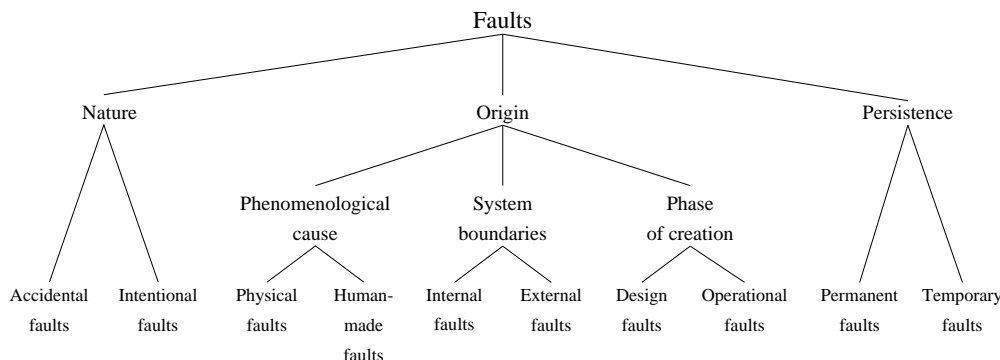 Faults
Nature
Origin
Persistence
Phenomenological
cause
System
boundaries
Phase
of creation
Accidental
faults
Intentional
faults
Physical
faults
Human-
made
faults
Internal
faults
External
faults
Design
faults
Operational
faults
Permanent
faults
Temporary
faults